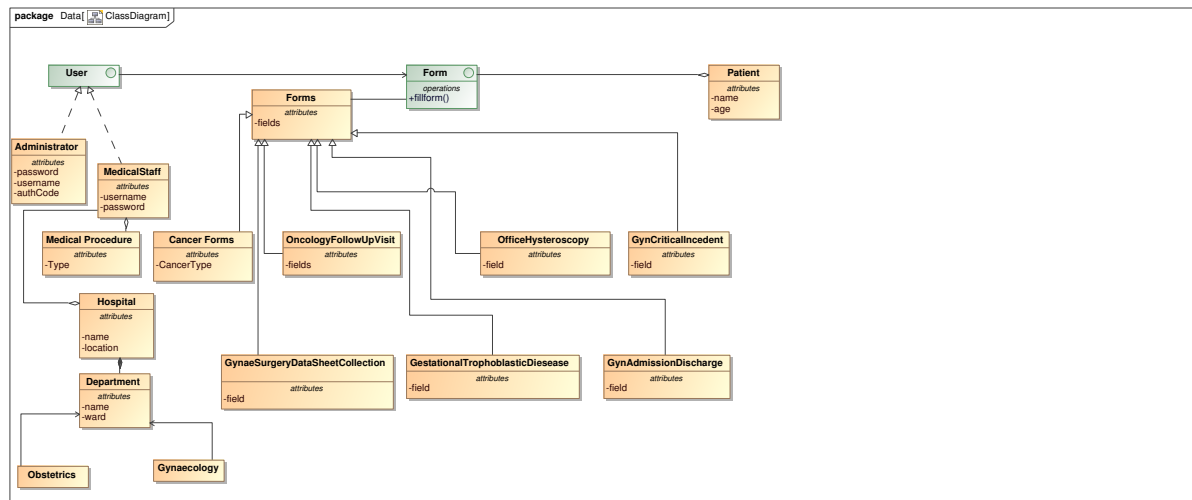 package Data[ ClassDiagram]
User
Form
operations
+fillform()
Patient
attributes
-name
-age
Forms
attributes
-fields
Administrator
attributes
-password
-username
-authCode
MedicalStaff
attributes
-username
-password
Medical Procedure
attributes
-Type
Cancer Forms
attributes
-CancerType
OncologyFollowUpVisit
attributes
-fields
OfficeHysteroscopy
attributes
-field
GynCriticalIncedent
attributes
-field
Hospital
attributes
-name
-location
GynaeSurgeryDataSheetCollection
attributes
-field
GestationalTrophoblasticDiesease
attributes
-field
GynAdmissionDischarge
attributes
-field
Department
attributes
-name
-ward
Obstetrics
Gynaecology